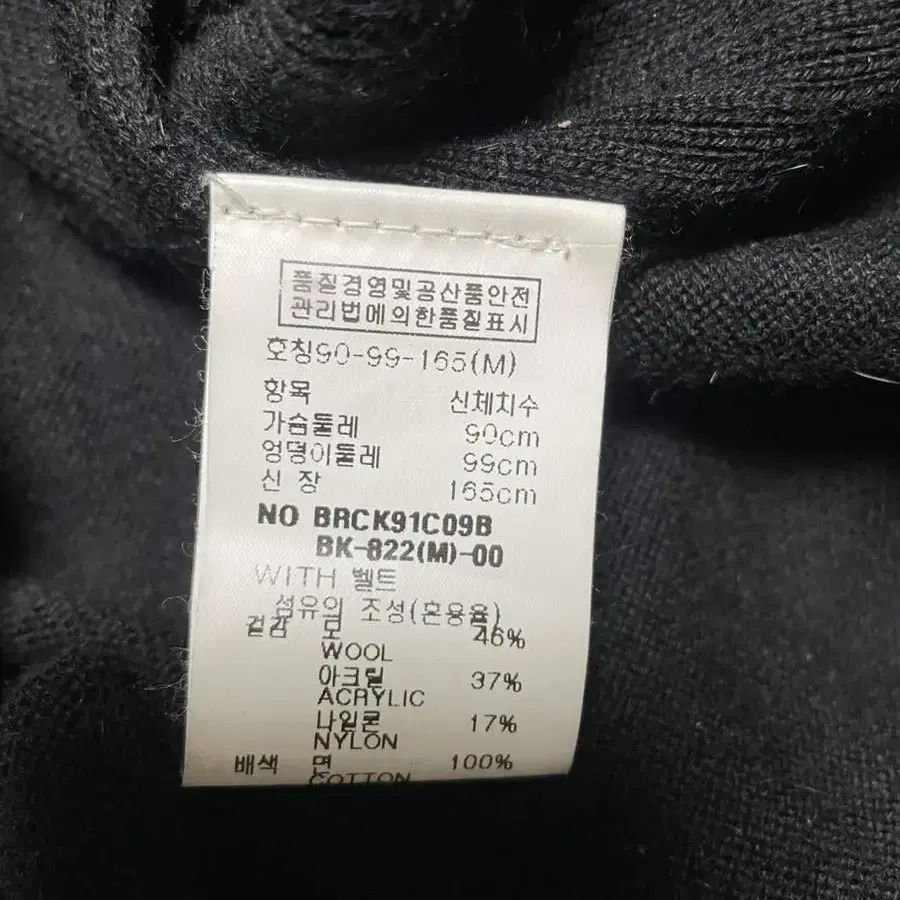 품질경영및공산품안전
관리법에의한품질표시
호칭90-99-165(M)
항목 신체치수
가슴둘레 90cm
엉덩이둘레 99cm
신 장 165cm
NO BRCK91C09B
BK-822(M)-00
WITH 벨트
섬유의 조성(혼용율)
겉감 모 46%
WOOL
아크릴 37%
ACRYLIC
나일론 17%
NYLON
배색 면 100%
COTTON